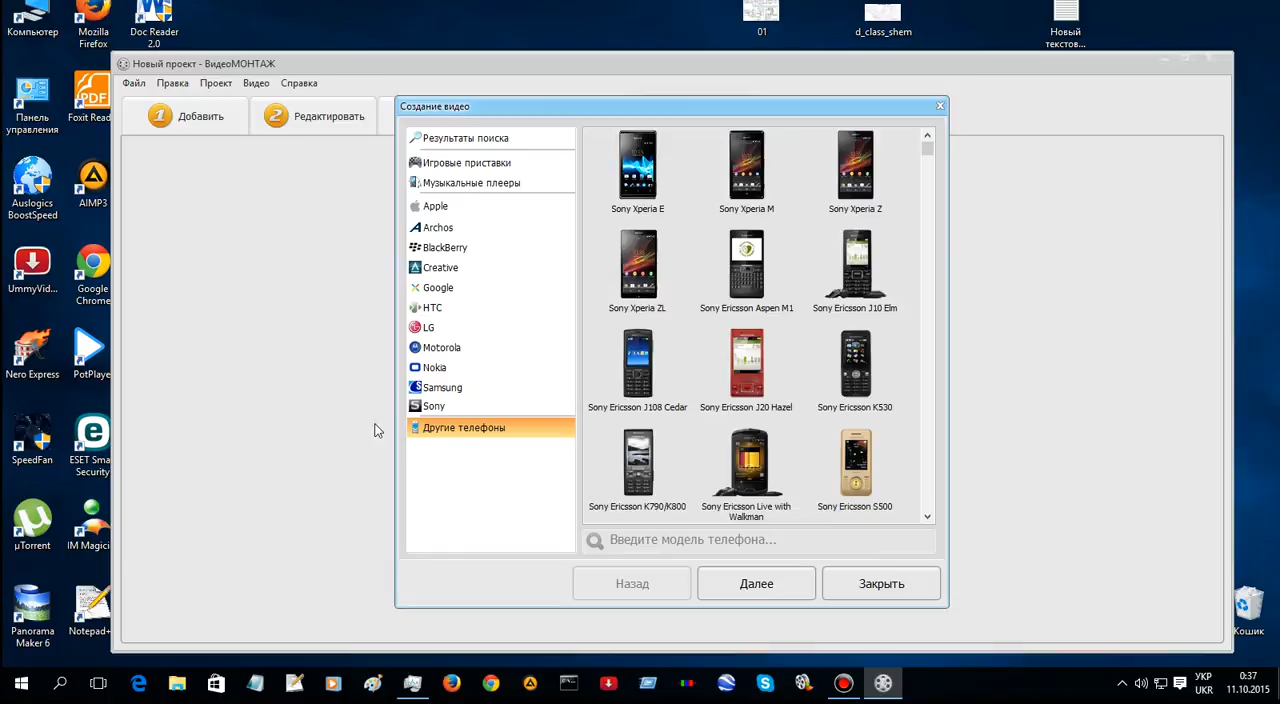 Компьютер
Mozilla
Firefox
Doc Reader
2.0
01
d_class_shem
Новый
текстов...
Новый проект - ВидеоМОНТАЖ
Файл Правка Проект Видео Справка
1 Добавить
2 Редактировать
Панель
управления
Foxit Read
Auslogics
BoostSpeed
AIMP3
UmmyVid...
Google
Chrome
Nero Express
PotPlaye
SpeedFan
ESET Sma
Security
µTorrent
IM Magici
Panorama
Maker 6
Notepad+
Создание видео
Результаты поиска
Игровые приставки
Музыкальные плееры
Apple
Archos
BlackBerry
Creative
Google
HTC
LG
Motorola
Nokia
Samsung
Sony
Другие телефоны
Sony Xperia E
Sony Xperia M
Sony Xperia Z
Sony Xperia ZL
Sony Ericsson Aspen M1
Sony Ericsson J10 Elm
Sony Ericsson J108 Cedar
Sony Ericsson J20 Hazel
Sony Ericsson K530
Sony Ericsson K790/K800
Sony Ericsson Live with
Walkman
Sony Ericsson S500
Введите модель телефона...
Назад
Далее
Закрыть
Кошик
УКР
UKR
0:37
11.10.2015